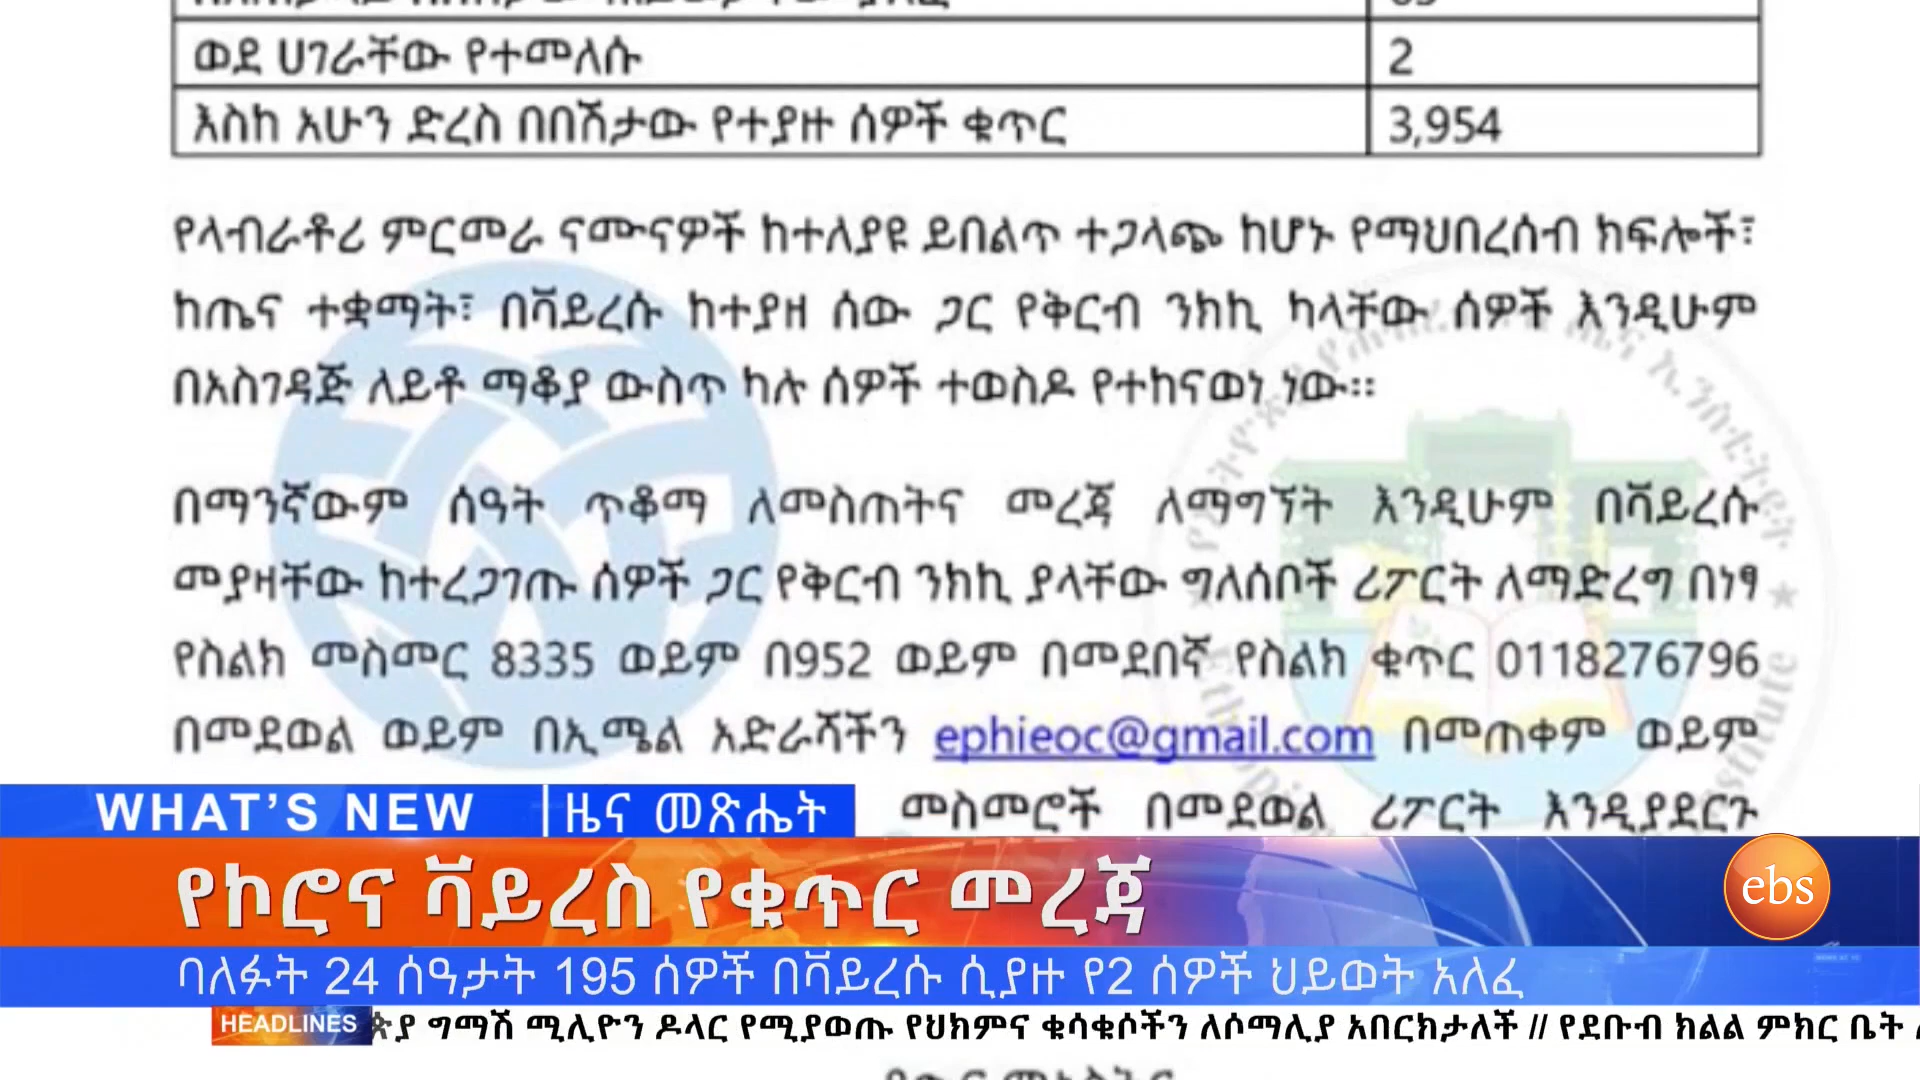 ወደ ሀገራቸው የተመለሱ 2
እስከ አሁን ድረስ በበሽታው የተያዙ ሰዎች ቁጥር 3,954
የላብራቶሪ ምርመራ ናሙናዎች ከተለያዩ ይበልጥ ተጋላጭ ከሆኑ የማህበረሰብ ክፍሎች፣
ከጤና ተቋማት፣ በቫይረሱ ከተያዘ ሰው ጋር የቅርብ ንክኪ ካላቸው ሰዎች እንዲሁም
በአስገዳጅ ለይቶ ማቆያ ውስጥ ካሉ ሰዎች ተወስዶ የተከናወነ ነው።
በማንኛውም ሰዓት ጥቆማ ለመስጠትና መረጃ ለማግኘት እንዲሁም በቫይረሱ
መያዛቸው ከተረጋገጡ ሰዎች ጋር የቅርብ ንክኪ ያላቸው ግለሰቦች ሪፖርት ለማድረግ በነፃ
የስልክ መስመር 8335 ወይም በ952 ወይም በመደበኛ የስልክ ቁጥር 0118276796
በመደወል ወይም በኢሜል አድራሻችን ephieoc@gmail.com በመጠቀም ወይም
መስመሮች በመደወል ሪፖርት እንዲያደርጉ
WHAT'S NEW | ዜና መጽሔት
የኮሮና ቫይረስ የቁጥር መረጃ
ebs
ባለፉት 24 ሰዓታት 195 ሰዎች በቫይረሱ ሲያዙ የ2 ሰዎች ህይወት አለፈ
HEADLINES ግማሽ ሚሊዮን ዶላር የሚያወጡ የህክምና ቁሳቁሶችን ለሶማሊያ አበርክታለች // የደቡብ ክልል ምክር ቤት